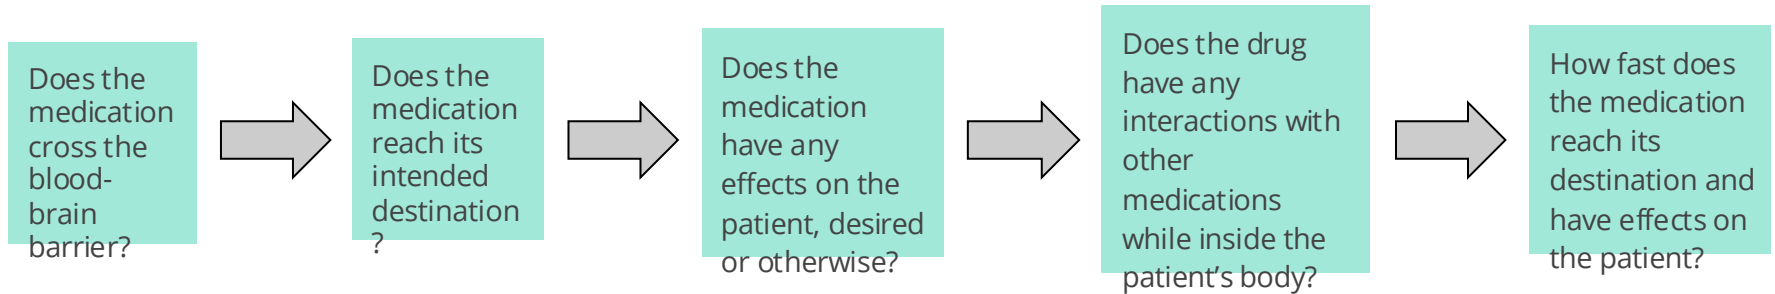 Does the
medication
cross the
blood-
brain
barrier?
Does the
medication
reach its
intended
destination
?
Does the
medication
have any
effects on the
patient, desired
or otherwise?
Does the drug
have any
interactions with
other
medications
while inside the
patient’s body?
How fast does
the medication
reach its
destination and
have effects on
the patient?